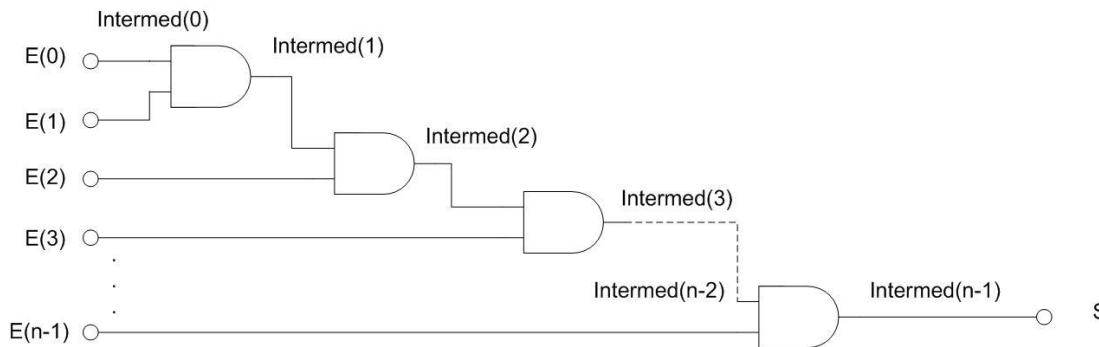 Intermed(0)
E(0)
Intermed(1)
E(1)
Intermed(2)
E(2)
Intermed(3)
E(3)
Intermed(n-2)
Intermed(n-1)
E(n-1)